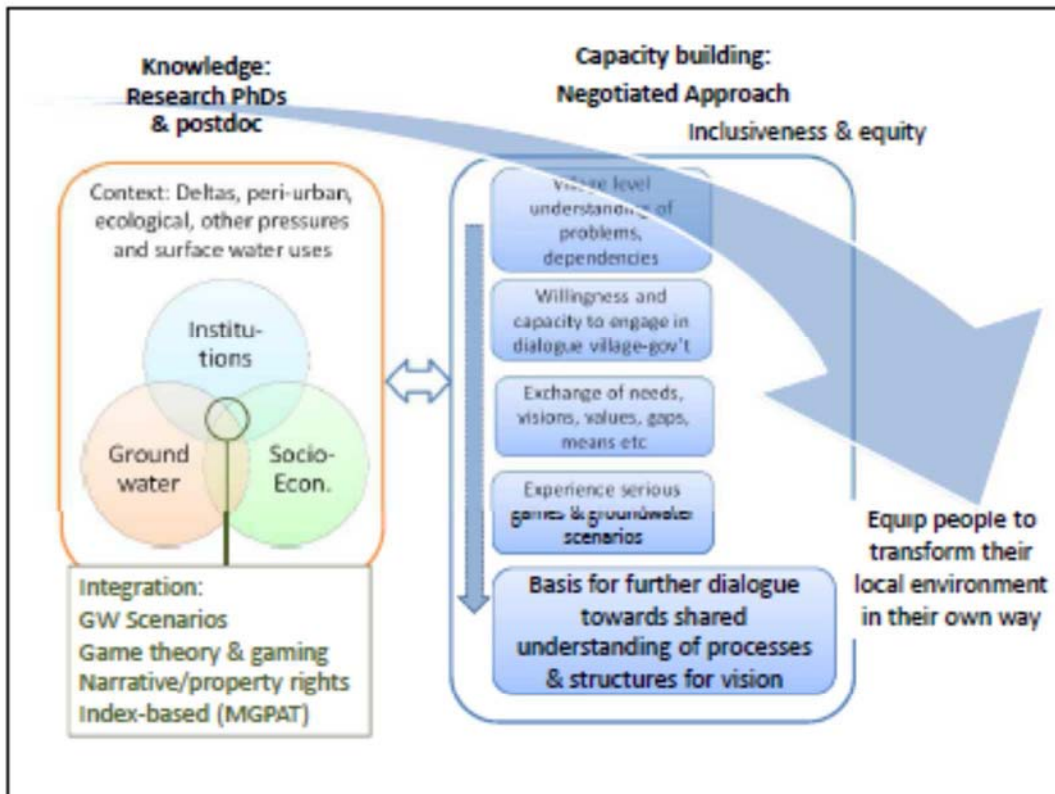 Knowledge:
Research PhDs
& postdoc
Capacity building:
Negotiated Approach
Inclusiveness & equity
Context: Deltas, peri-urban,
ecological, other pressures
and surface water uses
Institu-
tions
Ground
water
Socio-
Econ.
Integration:
GW Scenarios
Game theory & gaming
Narrative/property rights
Index-based (MGPAT)
Village level
understanding of
problems,
dependencies
Willingness and
capacity to engage in
dialogue village-gov't
Exchange of needs,
visions, values, gaps,
means etc
Experience serious
games & groundwater
scenarios
Basis for further dialogue
towards shared
understanding of processes
& structures for vision
Equip people to
transform their
local environment
in their own way